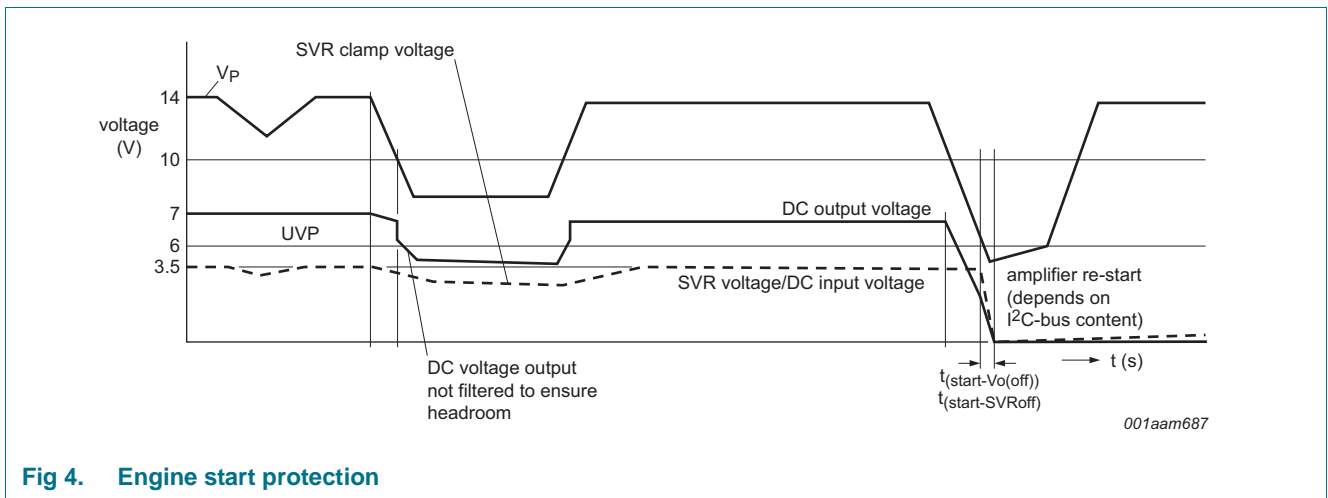 SVR clamp voltage
VP
14
voltage
(V)
10
7
DC output voltage
UVP
6
3.5
SVR voltage/DC input voltage
amplifier re-start
(depends on
I2C-bus content)
DC voltage output
not filtered to ensure
headroom
t (s)
t(start-Vo(off))
t(start-SVRoff)
001aam687
Fig 4. Engine start protection